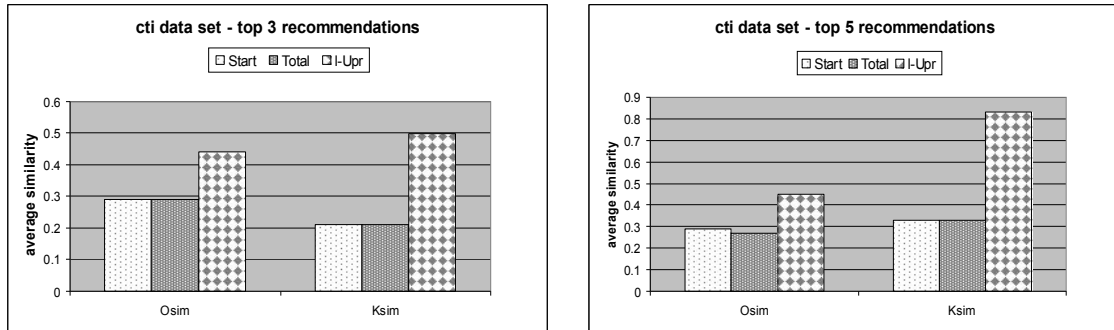 cti data set - top 3 recommendations
Start Total l-Upr
average similarity
0.6
0.5
0.4
0.3
0.2
0.1
0
Osim Ksim
cti data set - top 5 recommendations
Start Total l-Upr
average similarity
0.9
0.8
0.7
0.6
0.5
0.4
0.3
0.2
0.1
0
Osim Ksim